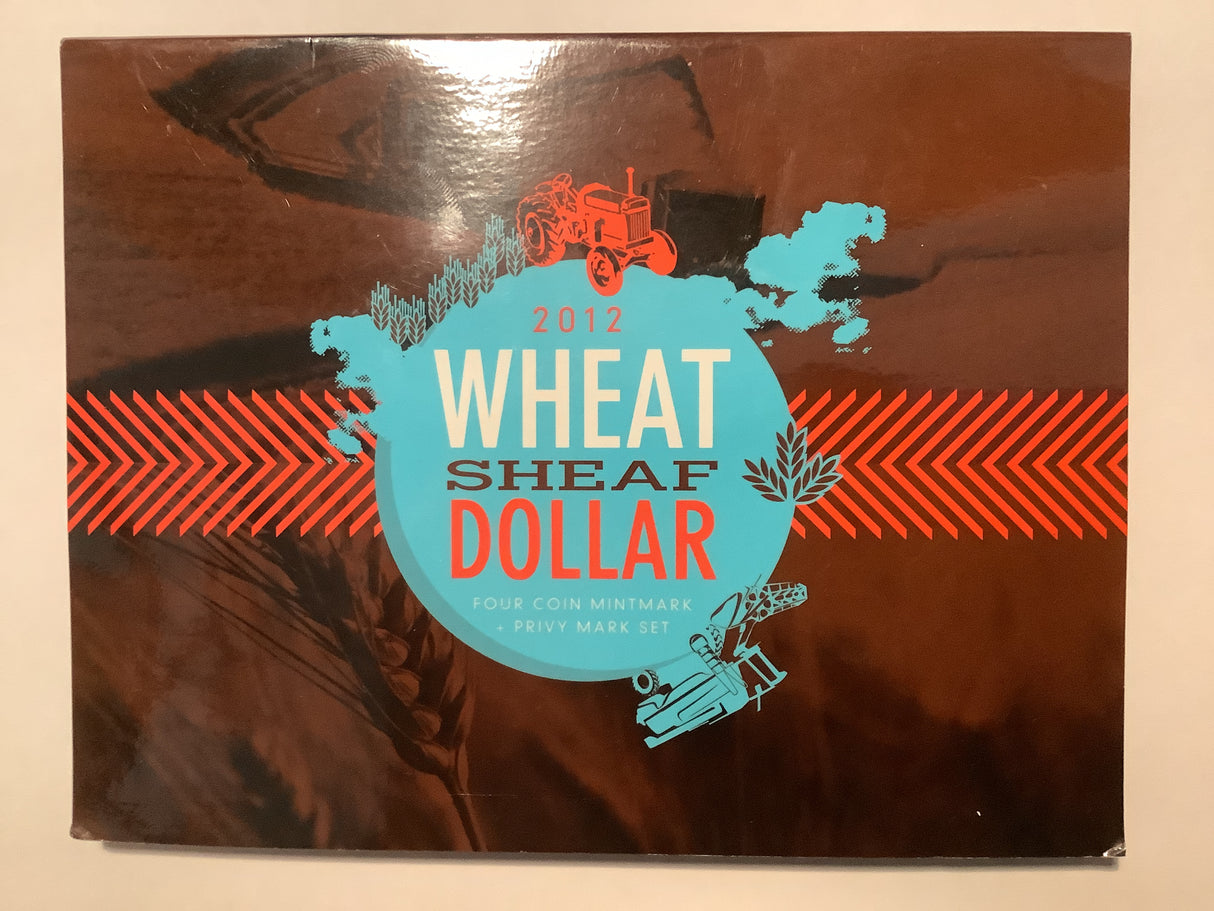 2012
WHEAT
SHEAF
DOLLAR
FOUR COIN MINTMARK
+ PRIVY MARK SET